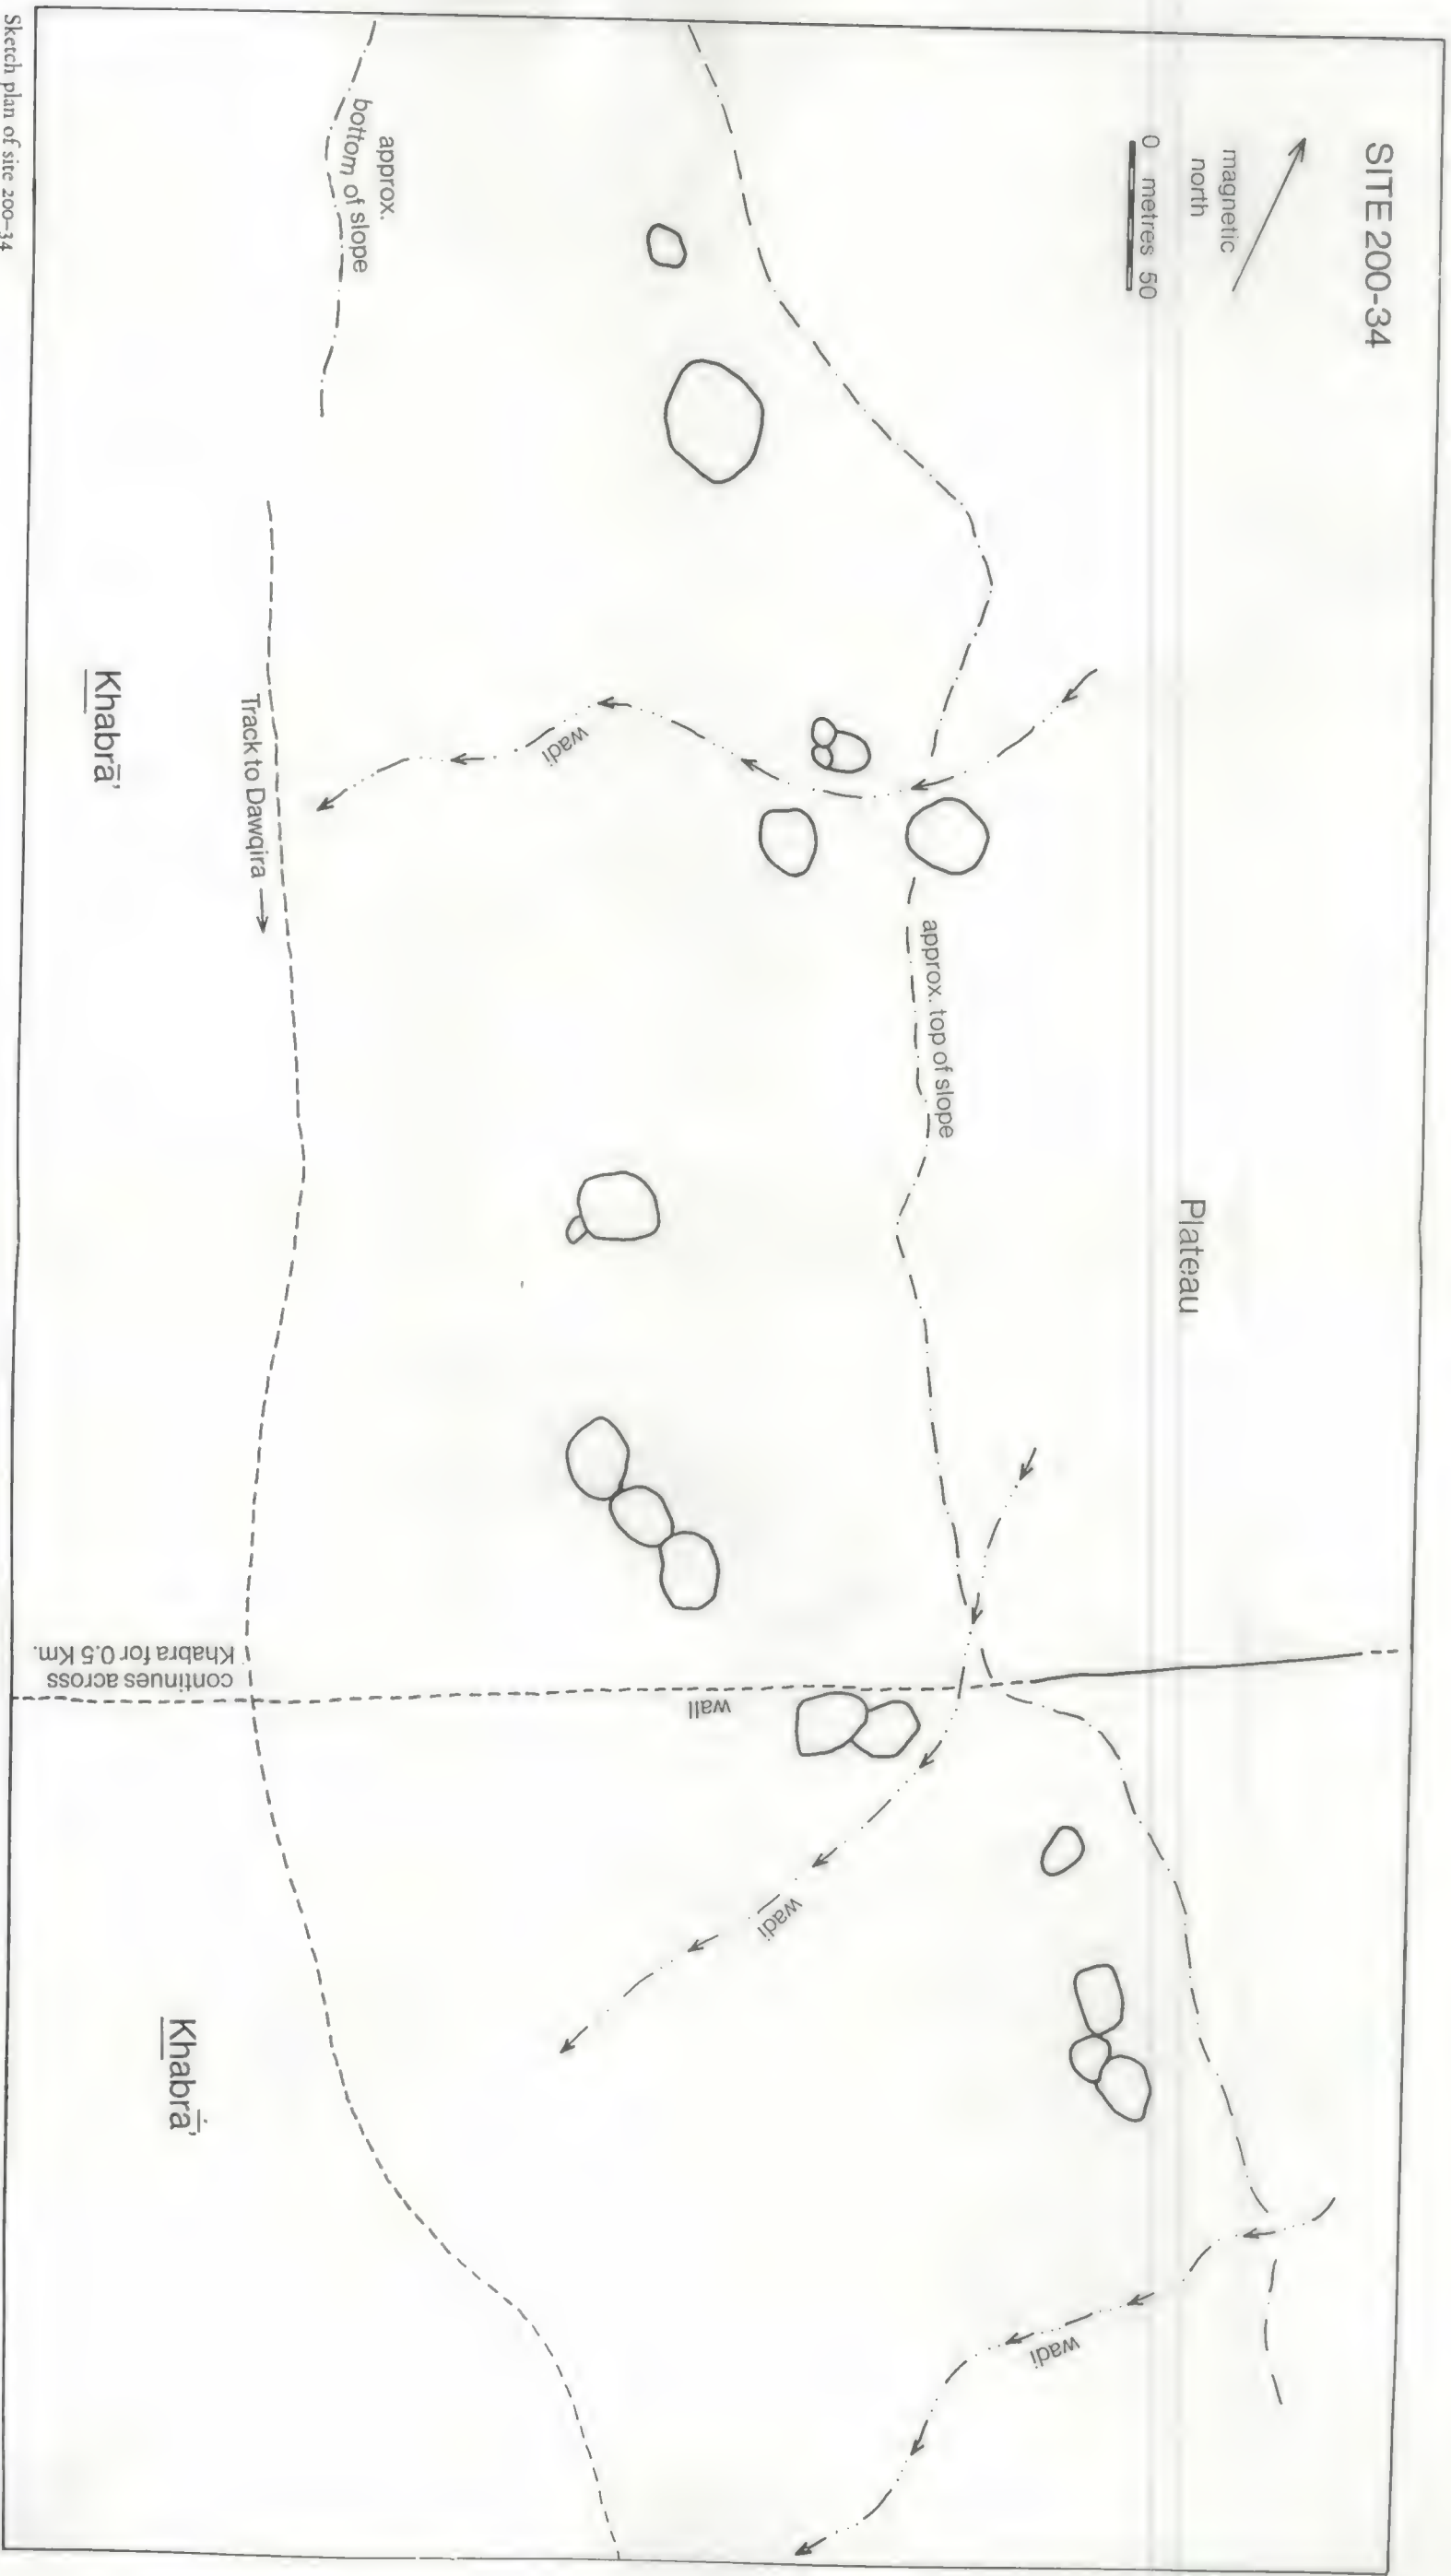 SITE 200-34
magnetic
north
0 metres 50
Plateau
approx. top of slope
approx.
bottom of slope
wadi
Track to Dawqira
Khabrā'
wall
continues across
Khabra for 0.5 Km.
wadi
wadi
Khabrā'
Sketch plan of site 200-34